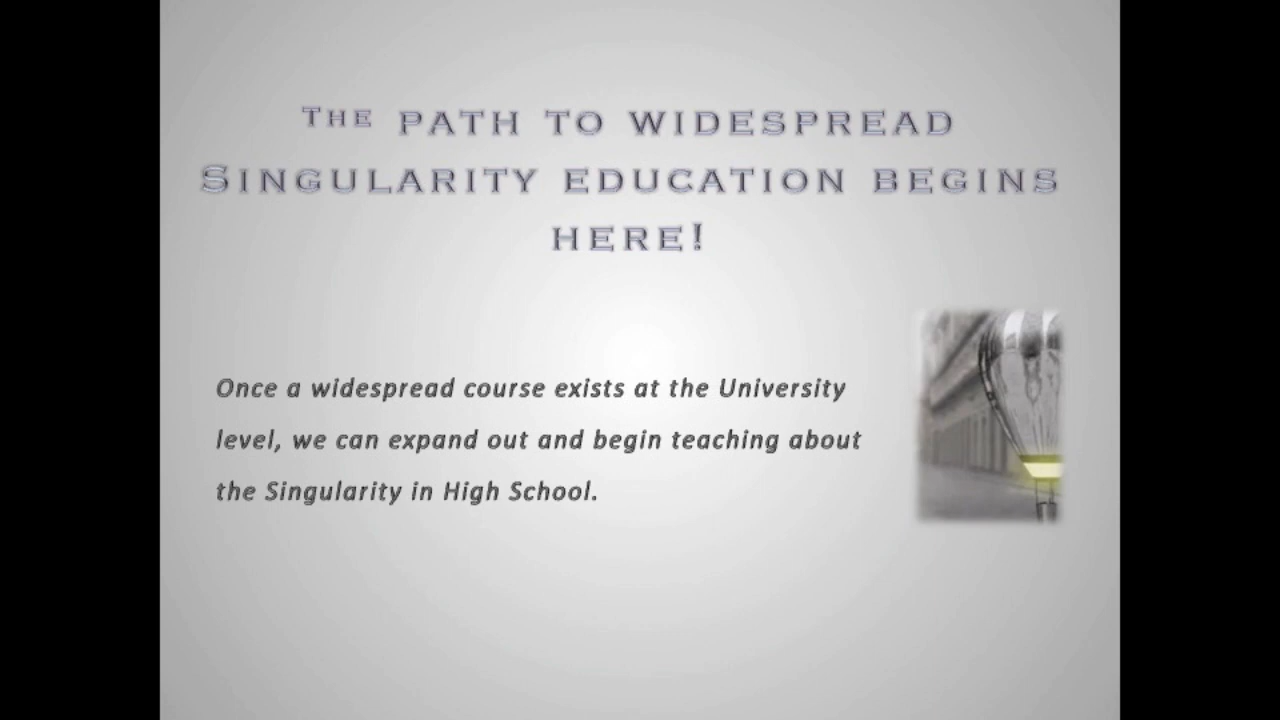 The path to widespread
Singularity education begins
here!
Once a widespread course exists at the University
level, we can expand out and begin teaching about
the Singularity in High School.